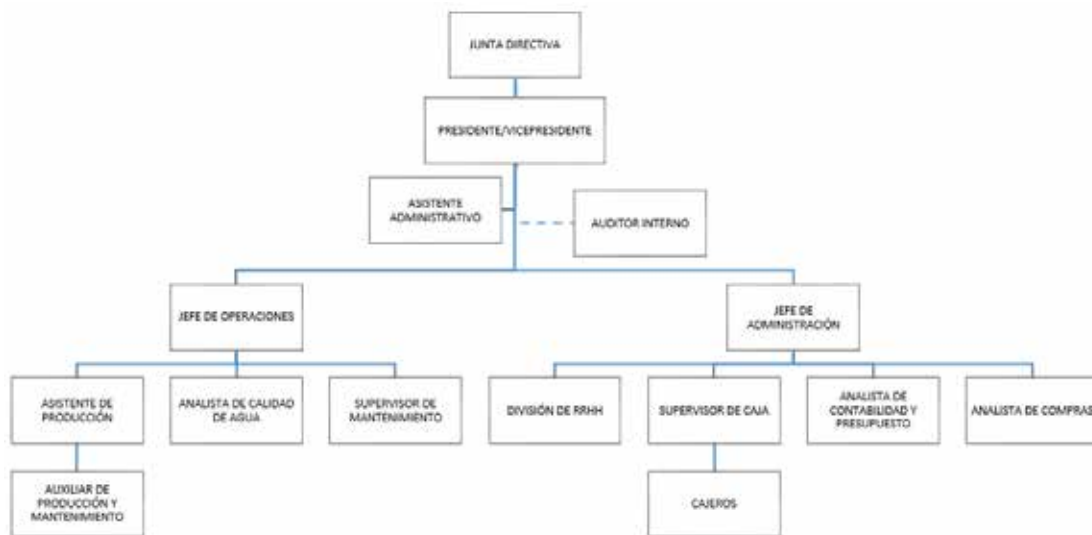 JUNTA DIRECTIVA
PRESIDENTE/VICEPRESIDENTE
ASISTENTE
ADMINISTRATIVO
AUDITOR INTERNO
JEFE DE OPERACIONES
JEFE DE
ADMINISTRACIÓN
ASISTENTE DE
PRODUCCIÓN
ANALISTA DE CALIDAD
DE AGUA
SUPERVISOR DE
MANTENIMIENTO
DIVISIÓN DE RRHH
SUPERVISOR DE CAJA
ANALISTA DE
CONTABILIDAD Y
PRESUPUESTO
ANALISTA DE COMPRAS
AUXILIAR DE
PRODUCCIÓN Y
MANTENIMIENTO
CAJEROS